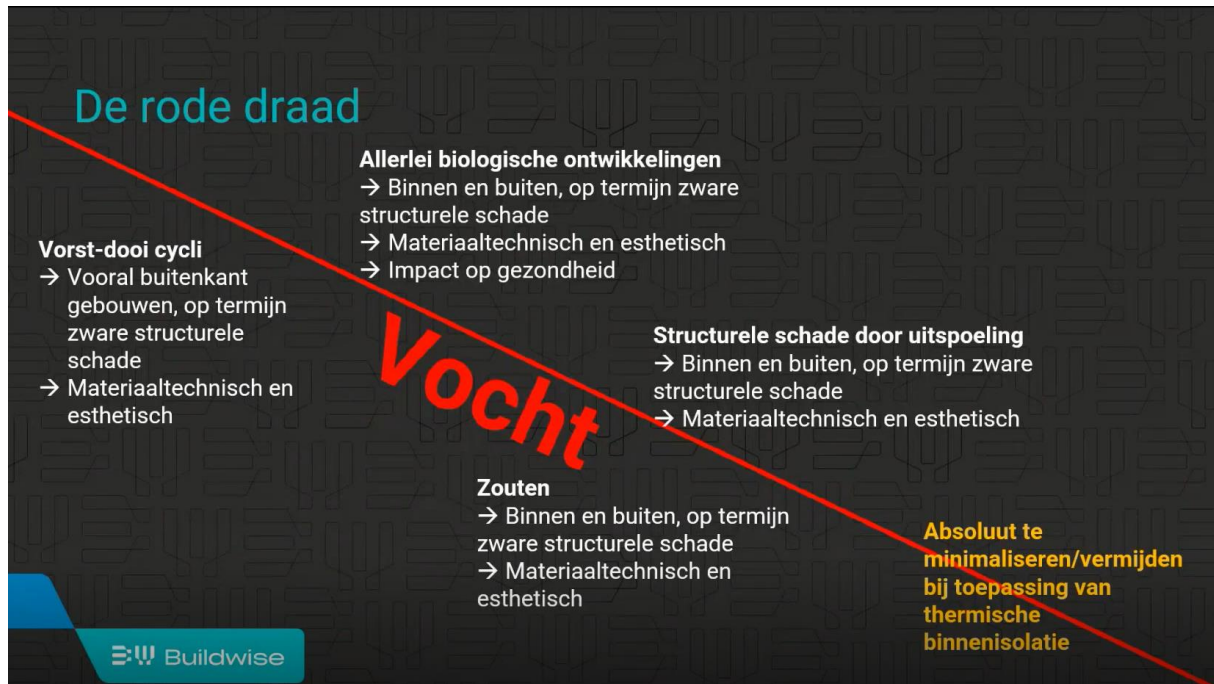 De rode draad
Allerlei biologische ontwikkelingen
→ Binnen en buiten, op termijn zware
structurele schade
→ Materiaaltechnisch en esthetisch
→ Impact op gezondheid
Vorst-dooi cycli
→ Vooral buitenkant
gebouwen, op termijn
zware structurele
schade
→ Materiaaltechnisch en
esthetisch
Vocht
Structurele schade door uitspoeling
→ Binnen en buiten, op termijn zware
structurele schade
→ Materiaaltechnisch en esthetisch
Zouten
→ Binnen en buiten, op termijn
zware structurele schade
→ Materiaaltechnisch en
esthetisch
Absoluut te
minimaliseren/vermijden
bij toepassing van
thermische
binnenisolatie
Buildwise